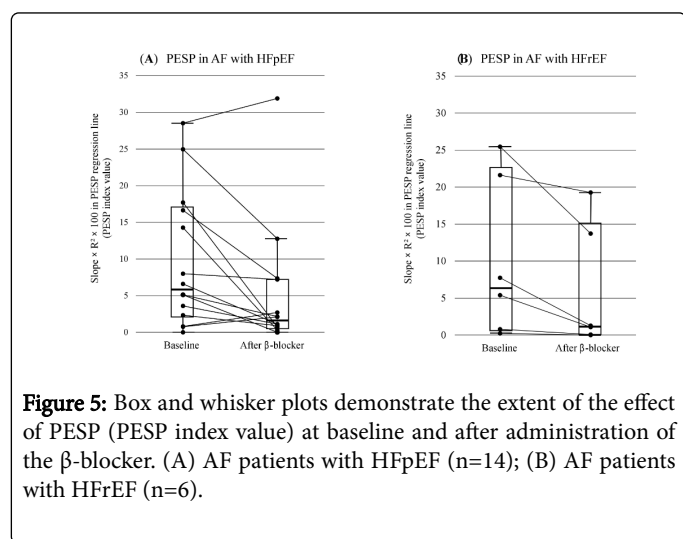 (A) PESP in AF with HFpEF
Slope × R² × 100 in PESP regression line
(PESP index value)
35
30
25
20
15
10
5
0
Baseline
After β-blocker
(B) PESP in AF with HFrEF
Slope × R² × 100 in PESP regression line
(PESP index value)
35
30
25
20
15
10
5
0
Baseline
After β-blocker
Figure 5: Box and whisker plots demonstrate the extent of the effect
of PESP (PESP index value) at baseline and after administration of
the β-blocker. (A) AF patients with HFpEF (n=14); (B) AF patients
with HFrEF (n=6).